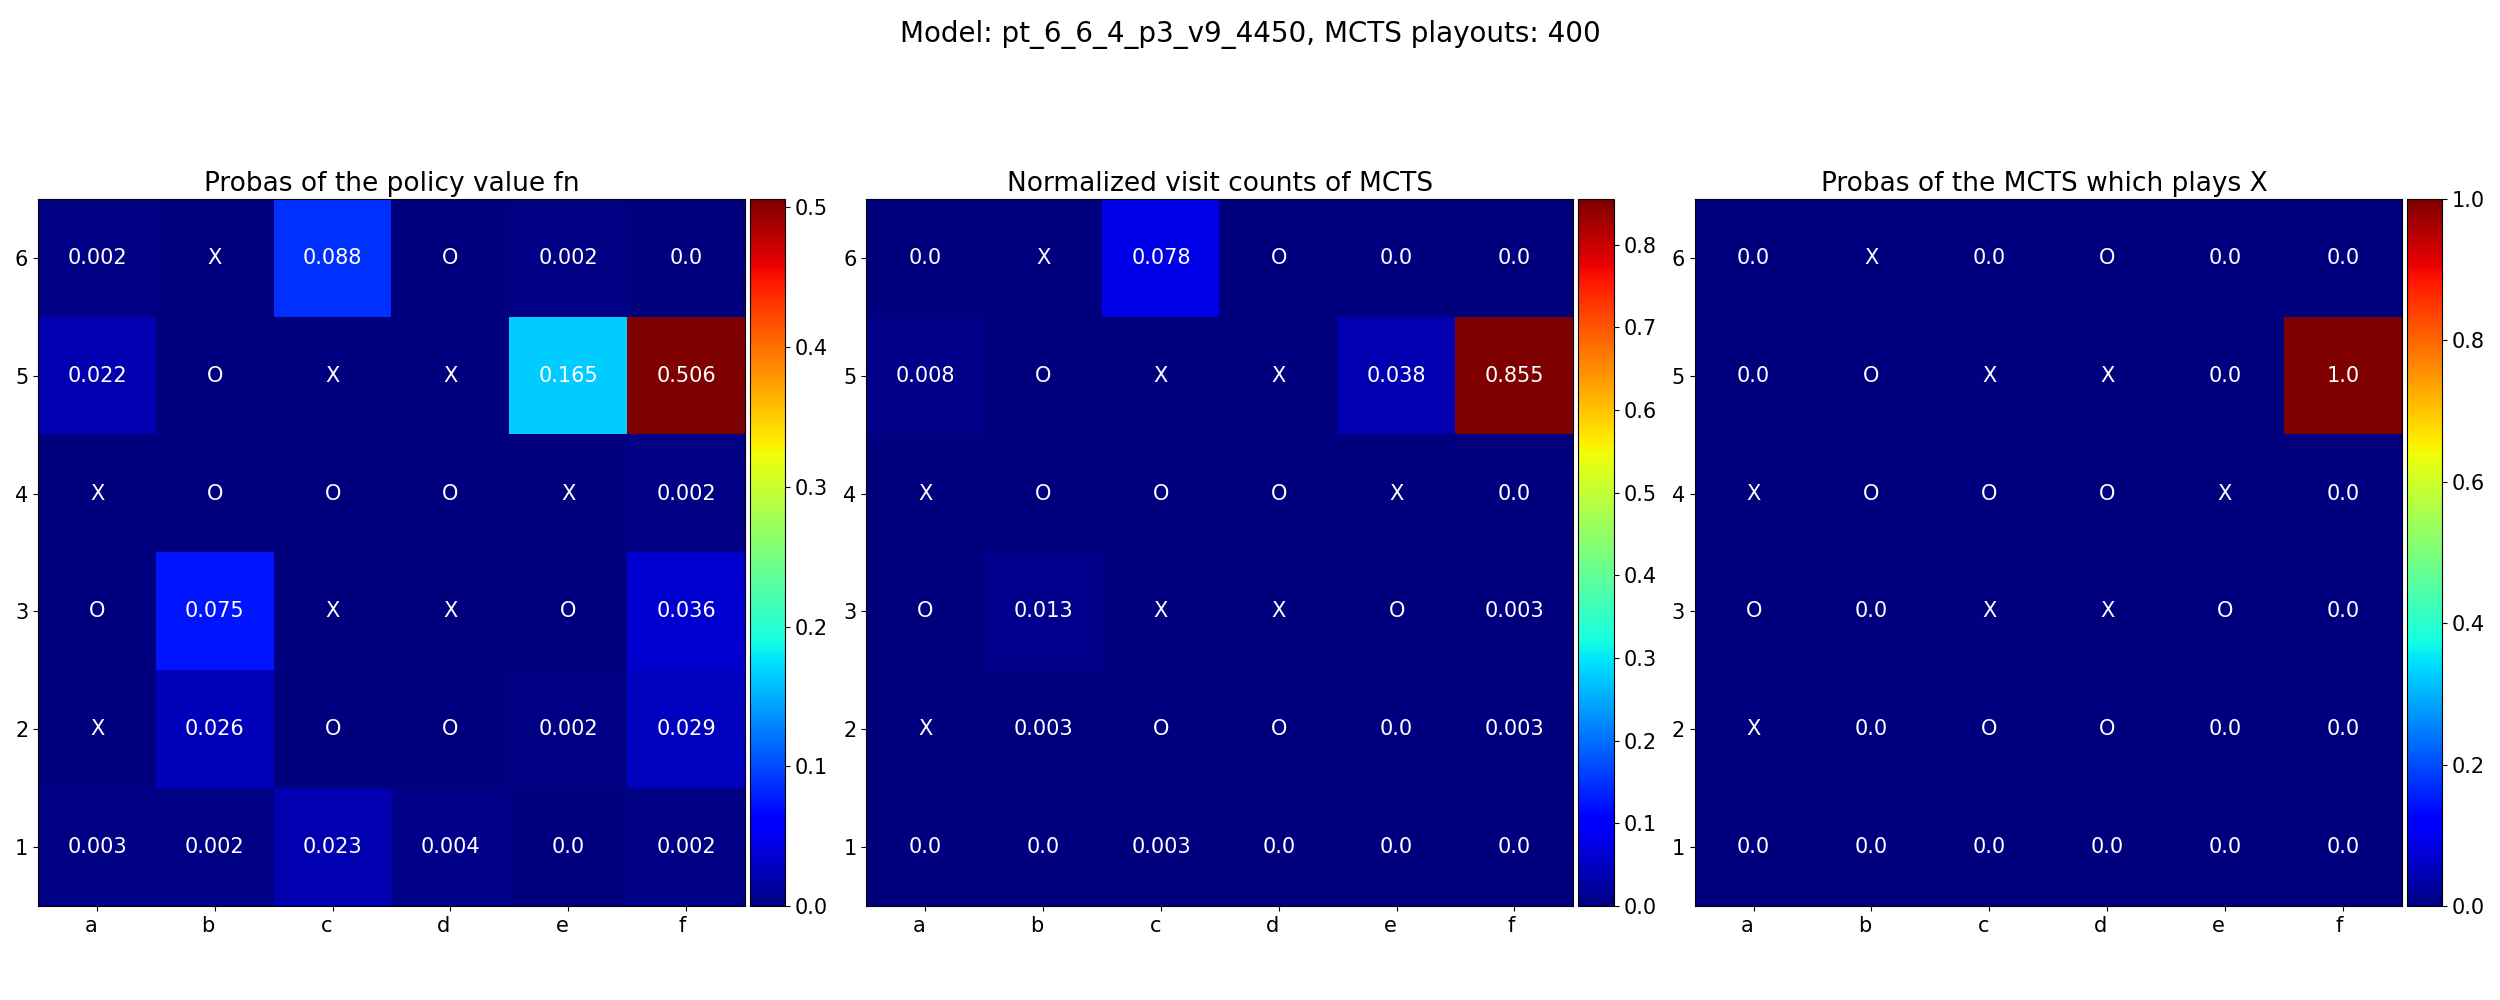 Model: pt_6_6_4_p3_v9_4450, MCTS playouts: 400
Probas of the policy value fn
6 0.002 X 0.088 O 0.002 0.0
5 0.022 O X X 0.165 0.506
4 X O O O X 0.002
3 O 0.075 X X O 0.036
2 X 0.026 O O 0.002 0.029
1 0.003 0.002 0.023 0.004 0.0 0.002
a b c d e f
0.5
0.4
0.3
0.2
0.1
0.0
Normalized visit counts of MCTS
6 0.0 X 0.078 O 0.0 0.0
5 0.008 O X X 0.038 0.855
4 X O O O X 0.0
3 O 0.013 X X O 0.003
2 X 0.003 O O 0.0 0.003
1 0.0 0.0 0.003 0.0 0.0 0.0
a b c d e f
0.8
0.7
0.6
0.5
0.4
0.3
0.2
0.1
0.0
Probas of the MCTS which plays X
6 0.0 X 0.0 O 0.0 0.0
5 0.0 O X X 0.0 1.0
4 X O O O X 0.0
3 O 0.0 X X O 0.0
2 X 0.0 O O 0.0 0.0
1 0.0 0.0 0.0 0.0 0.0 0.0
a b c d e f
1.0
0.8
0.6
0.4
0.2
0.0